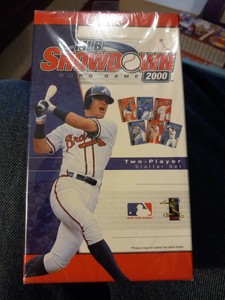 MLB
SHOWDOWN
CARD GAME 2000
Braves
Two-Player
Starter Set